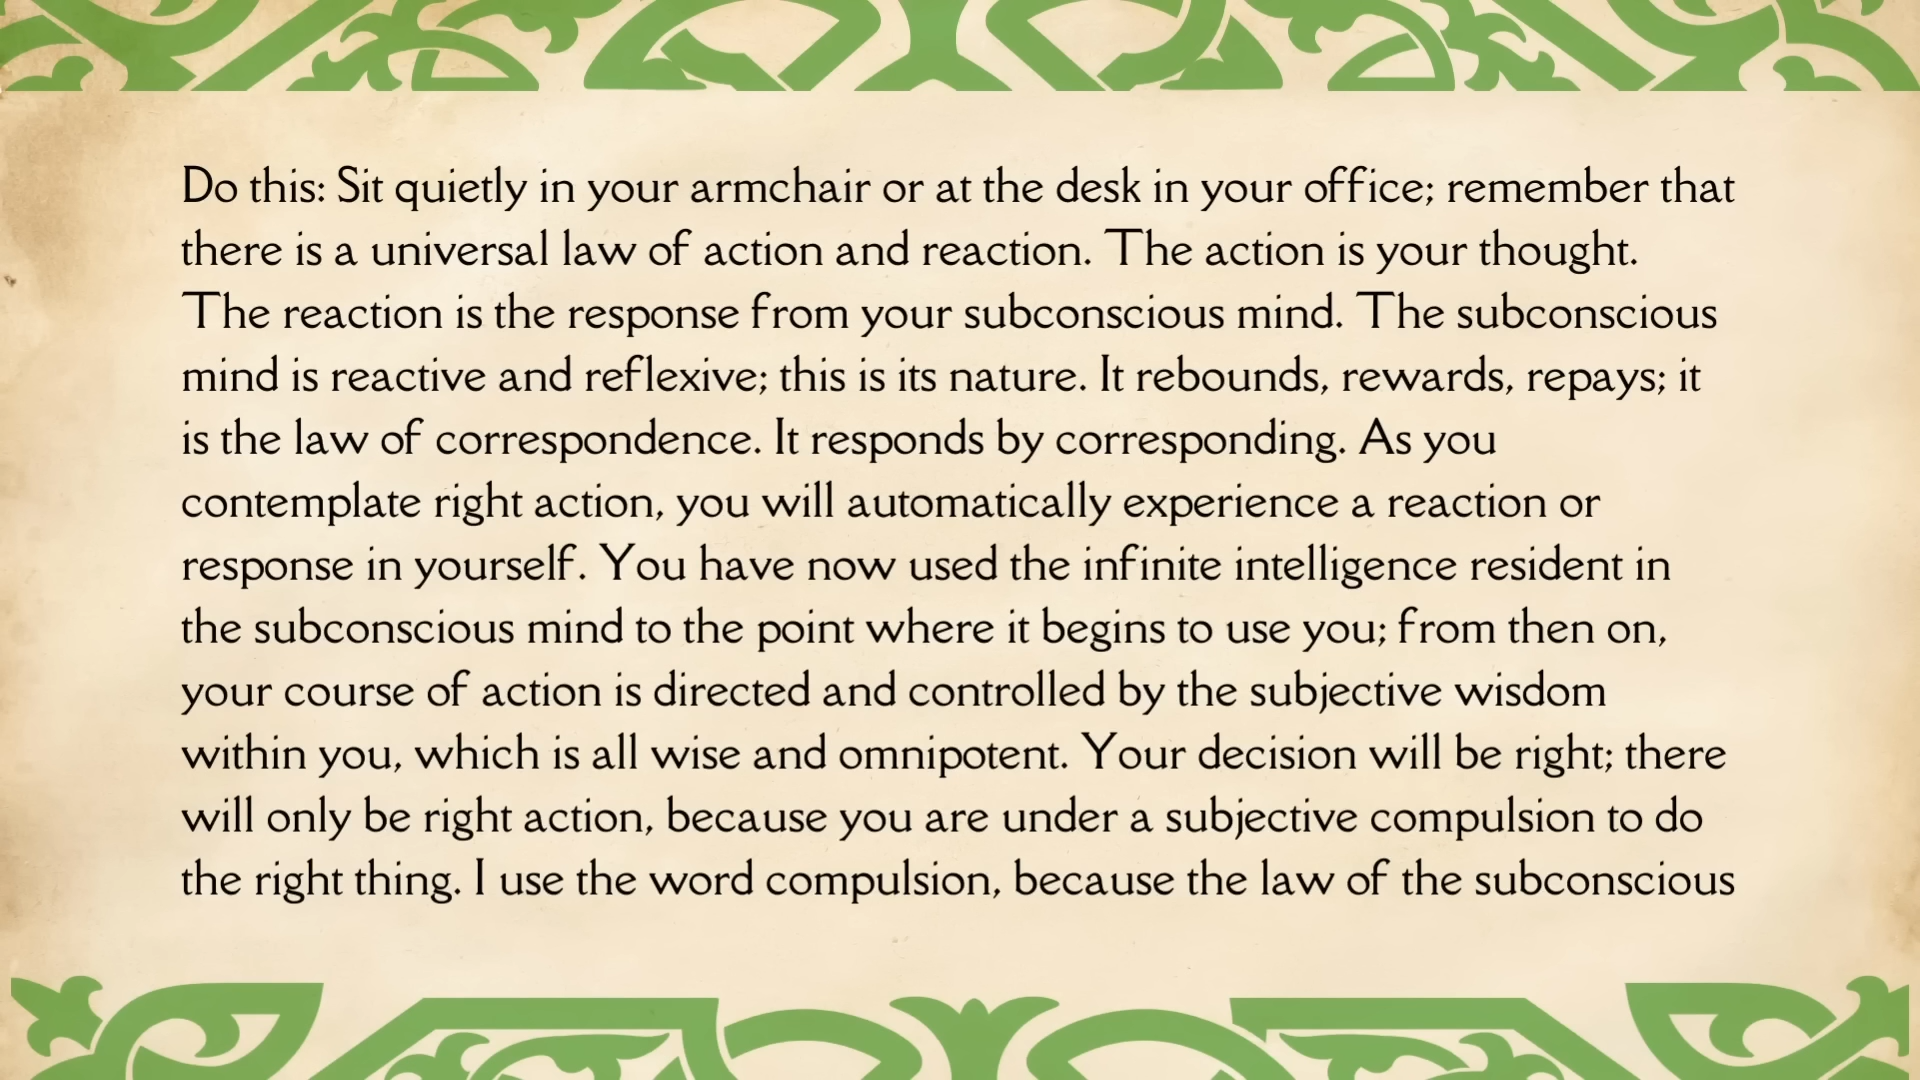 Do this: Sit quietly in your armchair or at the desk in your office; remember that
there is a universal law of action and reaction. The action is your thought.
The reaction is the response from your subconscious mind. The subconscious
mind is reactive and reflexive; this is its nature. It rebounds, rewards, repays; it
is the law of correspondence. It responds by corresponding. As you
contemplate right action, you will automatically experience a reaction or
response in yourself. You have now used the infinite intelligence resident in
the subconscious mind to the point where it begins to use you; from then on,
your course of action is directed and controlled by the subjective wisdom
within you, which is all wise and omnipotent. Your decision will be right; there
will only be right action, because you are under a subjective compulsion to do
the right thing. I use the word compulsion, because the law of the subconscious